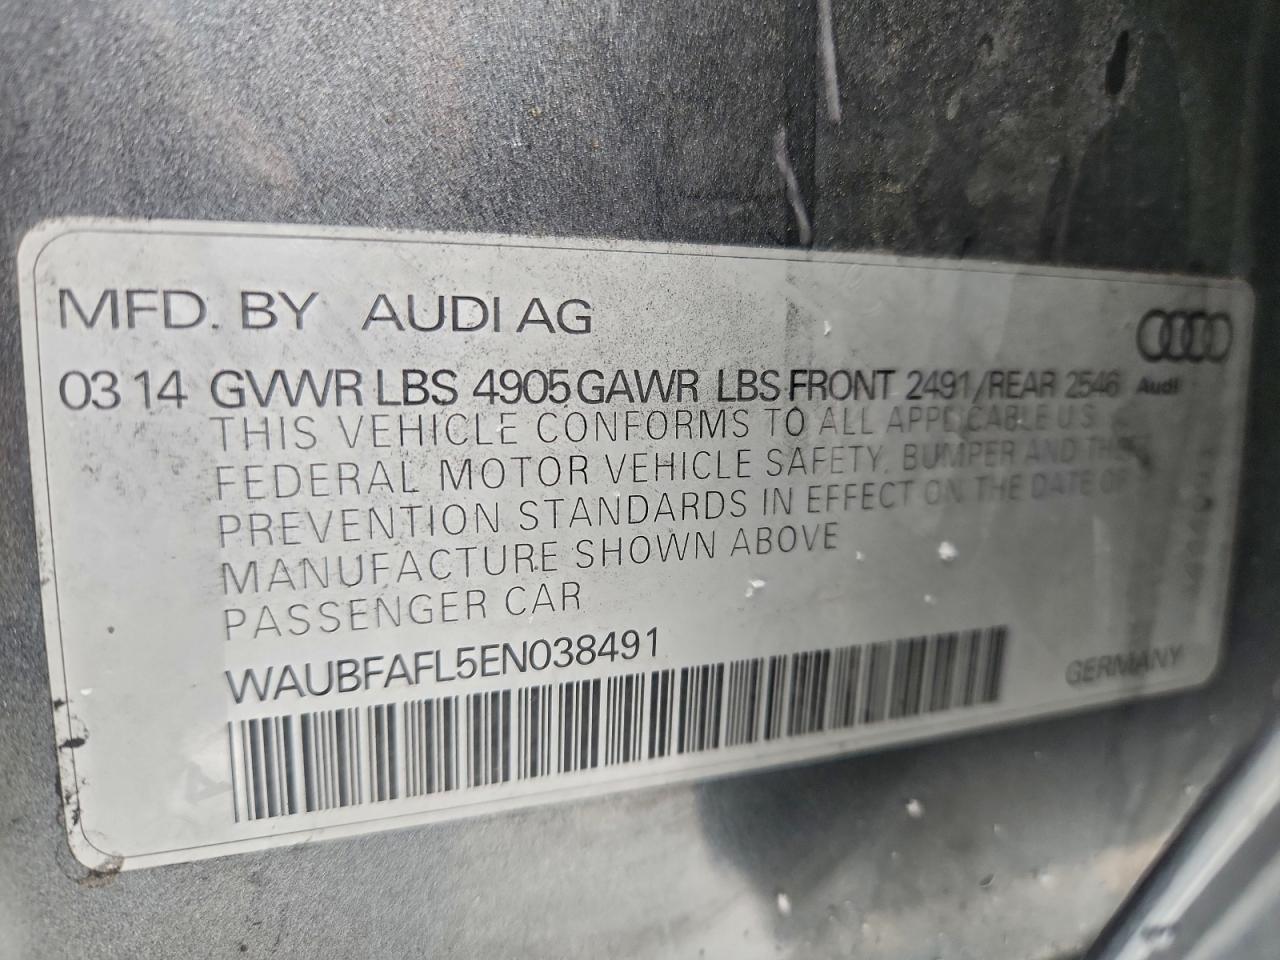 MFD. BY AUDI AG
03 14 GVWR LBS 4905 GAWR LBS FRONT 2491/REAR 2546
Audi
THIS VEHICLE CONFORMS TO ALL APPLICABLE U.S.
FEDERAL MOTOR VEHICLE SAFETY, BUMPER AND THEFT
PREVENTION STANDARDS IN EFFECT ON THE DATE OF
MANUFACTURE SHOWN ABOVE
PASSENGER CAR
WAUBFAFL5EN038491
GERMANY